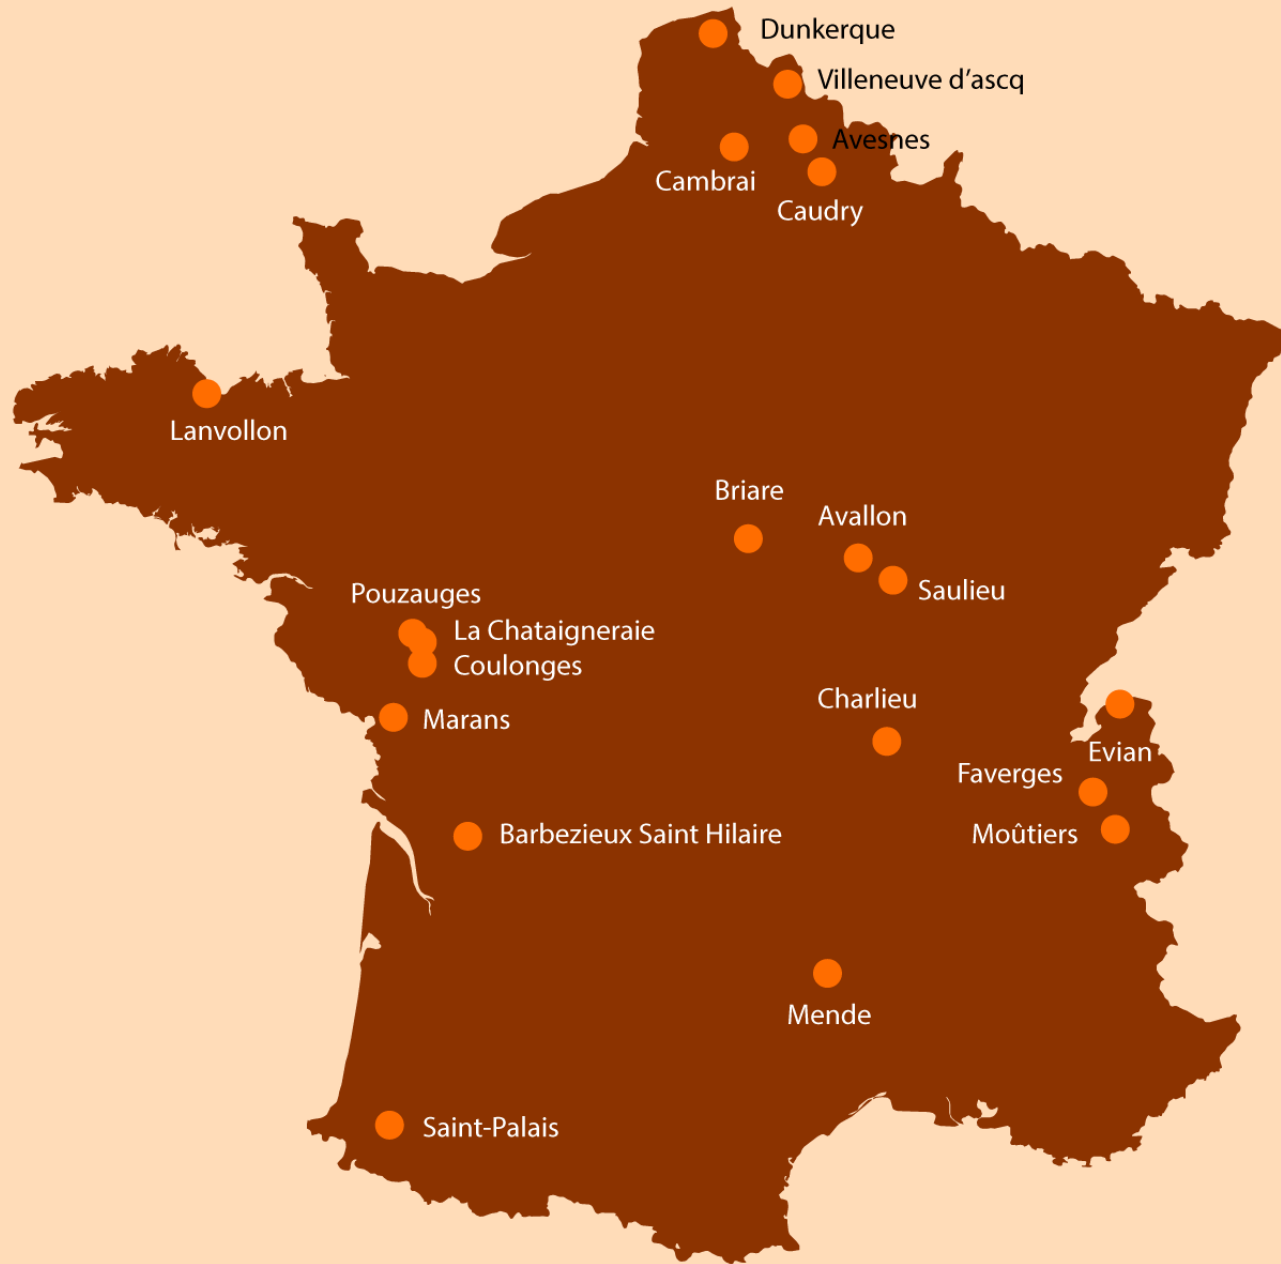 Dunkerque
Villeneuve d’ascq
Avesnes
Cambrai
Caudry
Lanvollon
Briare
Avallon
Saulieu
Pouzauges
La Chataigneraie
Coulonges
Charlieu
Marans
Evian
Faverges
Moûtiers
Barbezieux Saint Hilaire
Mende
Saint-Palais